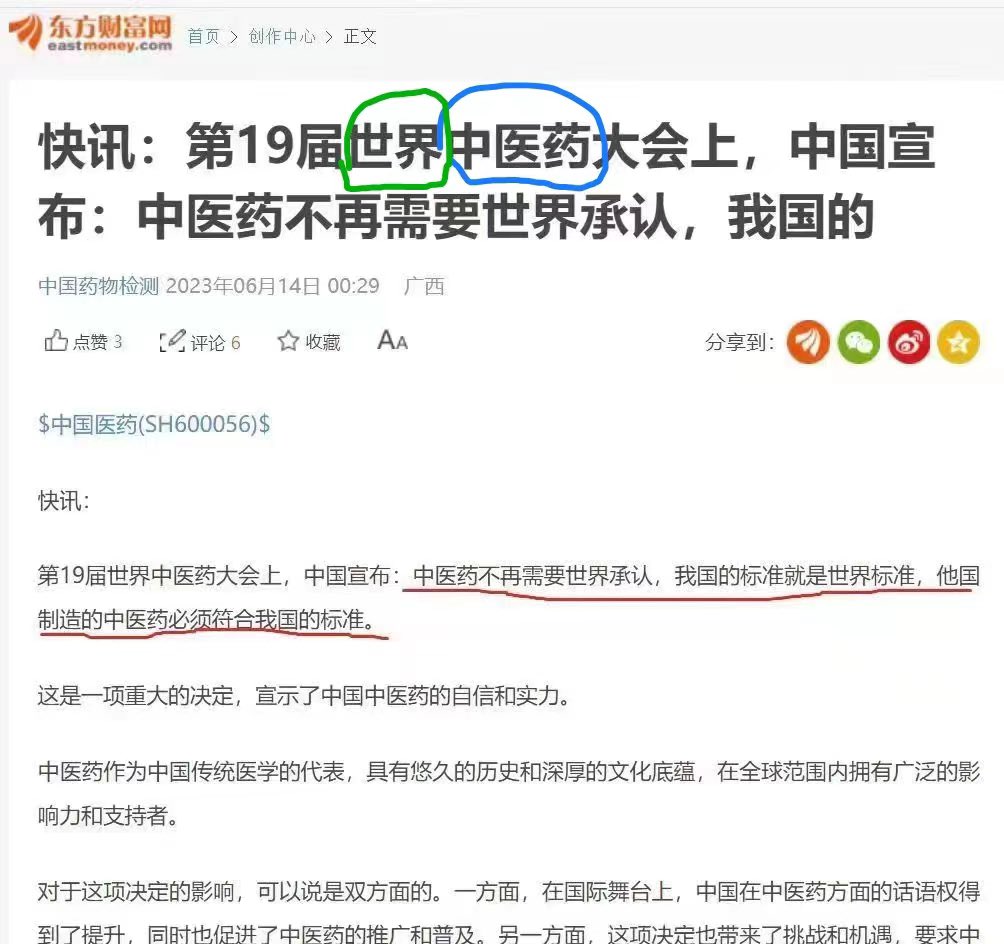 东方财富网
eastmoney.com
首页 > 创作中心 > 正文
快讯：第19届世界中医药大会上，中国宣
布：中医药不再需要世界承认，我国的
中国药物检测 2023年06月14日 00:29 广西
点赞 3 评论 6 收藏 AA 分享到：
$中国医药(SH600056)$
快讯：
第19届世界中医药大会上，中国宣布：中医药不再需要世界承认，我国的标准就是世界标准，他国
制造的中医药必须符合我国的标准。
这是一项重大的决定，宣示了中国中医药的自信和实力。
中医药作为中国传统医学的代表，具有悠久的历史和深厚的文化底蕴，在全球范围内拥有广泛的影
响力和支持者。
对于这项决定的影响，可以说是双方面的。一方面，在国际舞台上，中国在中医药方面的话语权得
到了提升，同时也促进了中医药的推广和普及。另一方面，这项决定也带来了挑战和机遇，要求中